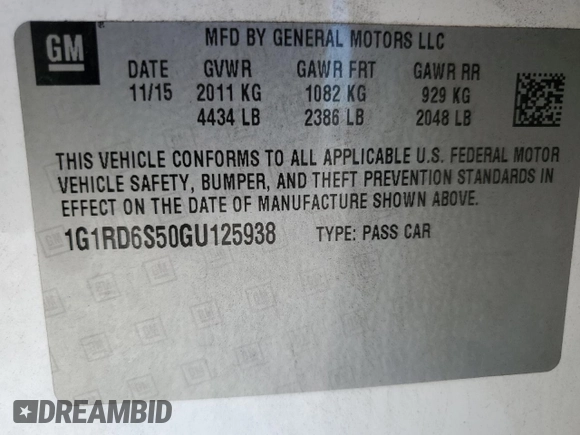 GM
MFD BY GENERAL MOTORS LLC
DATE GVWR GAWR FRT GAWR RR
11/15 2011 KG 1082 KG 929 KG
4434 LB 2386 LB 2048 LB
THIS VEHICLE CONFORMS TO ALL APPLICABLE U.S. FEDERAL MOTOR
VEHICLE SAFETY, BUMPER, AND THEFT PREVENTION STANDARDS IN
EFFECT ON THE DATE OF MANUFACTURE SHOWN ABOVE.
1G1RD6S50GU125938 TYPE: PASS CAR
DREAMBID